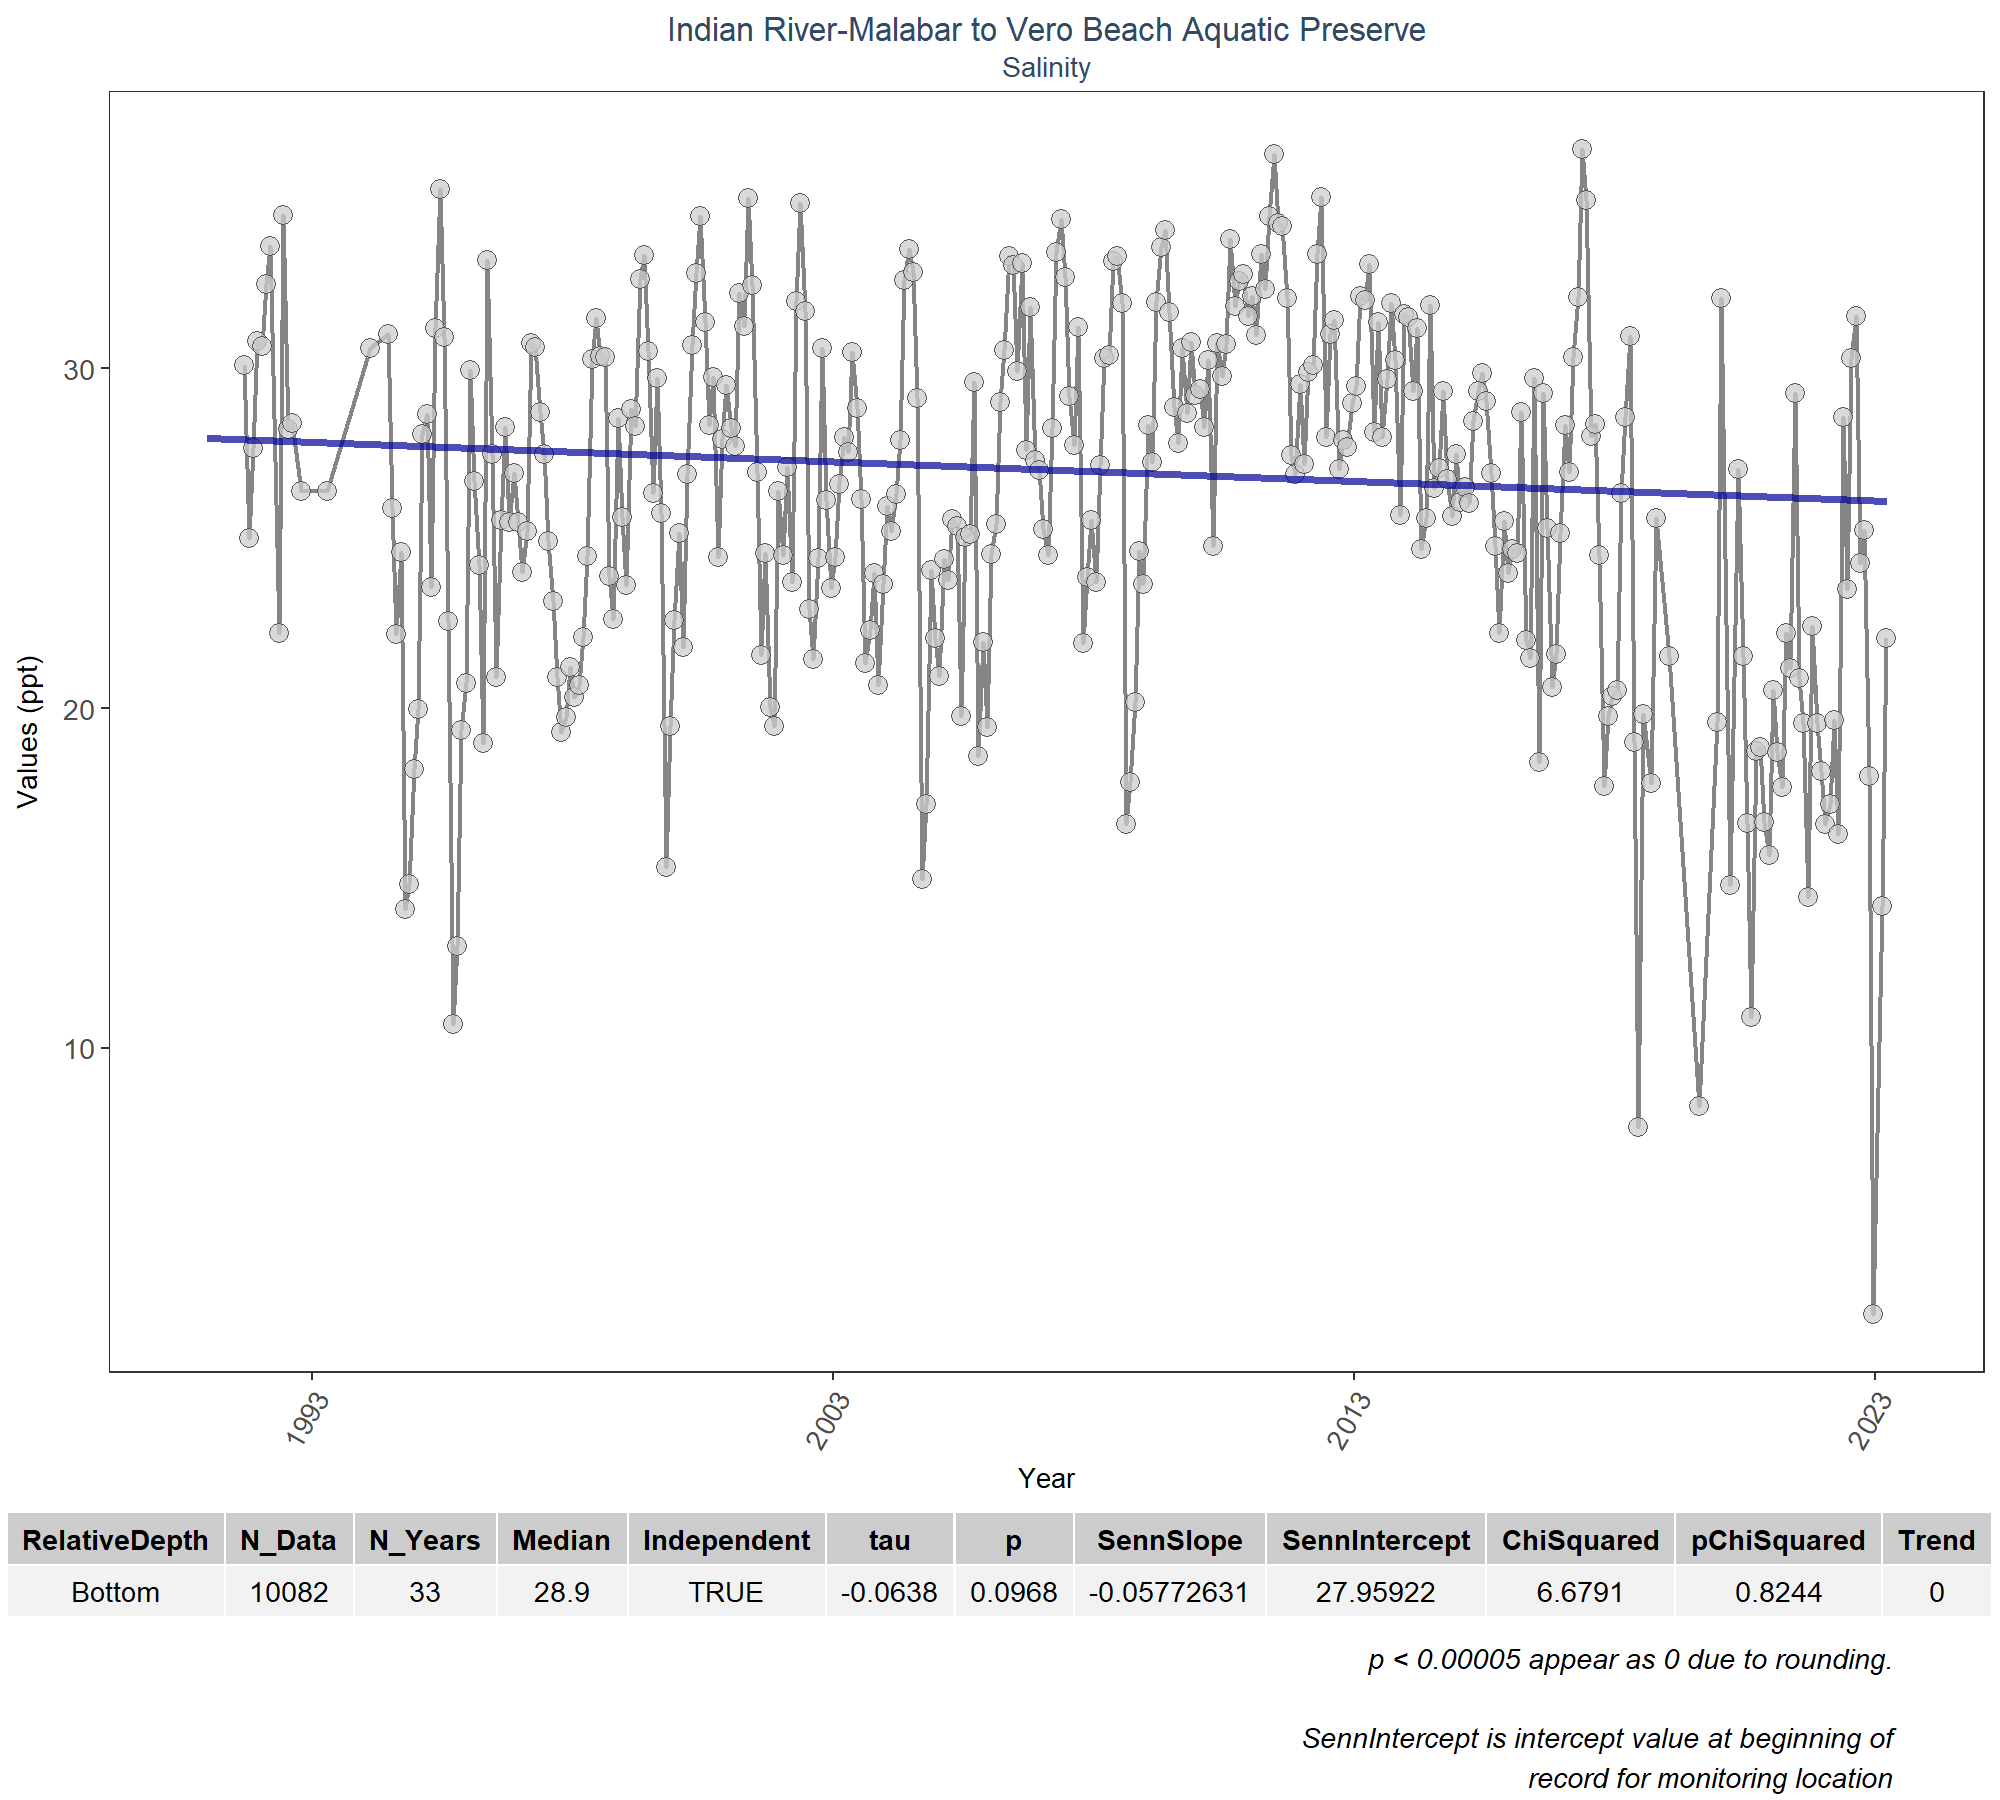 Indian River-Malabar to Vero Beach Aquatic Preserve
Salinity
Values (ppt)
30
20
10
1993
2003
2013
2023
Year
RelativeDepth N_Data N_Years Median Independent tau p SennSlope SennIntercept ChiSquared pChiSquared Trend
Bottom 10082 33 28.9 TRUE -0.0638 0.0968 -0.05772631 27.95922 6.6791 0.8244 0
p < 0.00005 appear as 0 due to rounding.
SennIntercept is intercept value at beginning of
record for monitoring location